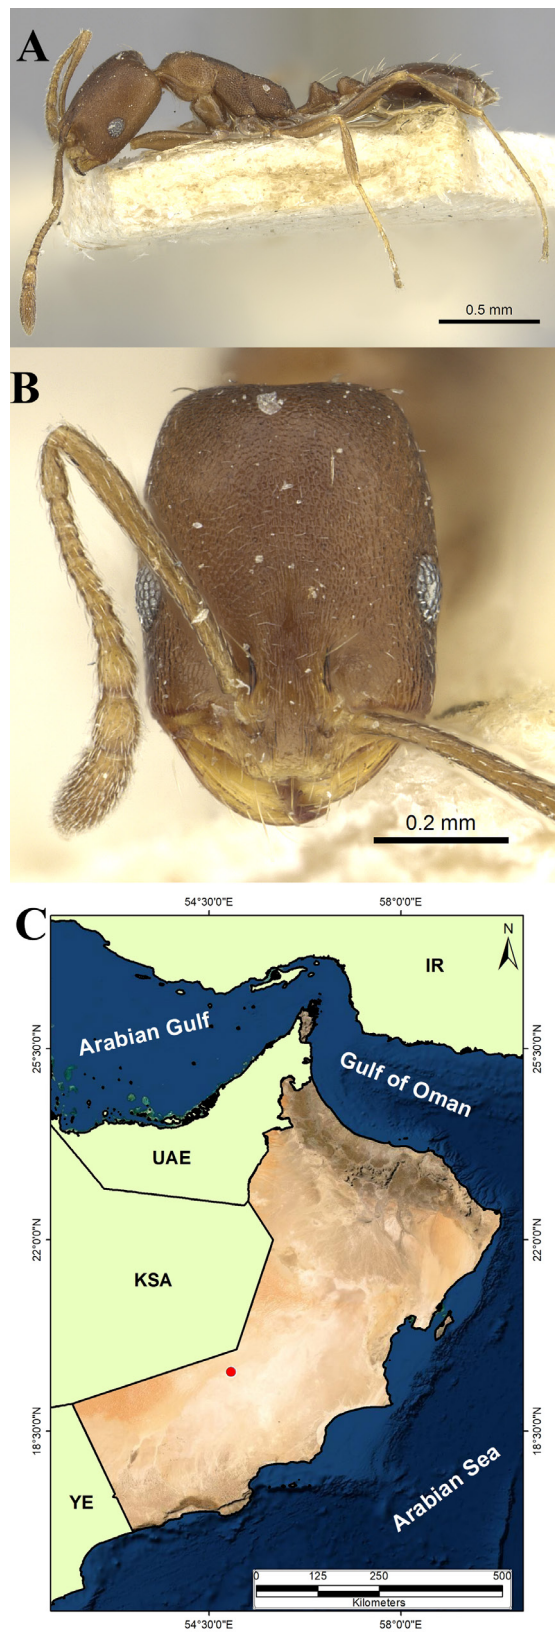 A
0.5 mm
B
0.2 mm
C
54°30'0"E 58°0'0"E
N
IR
Arabian Gulf
25°30'0"N
25°30'0"N
Gulf of Oman
UAE
22°0'0"N
22°0'0"N
KSA
18°30'0"N
18°30'0"N
YE
Arabian Sea
0 125 250 500
Kilometers
54°30'0"E 58°0'0"E